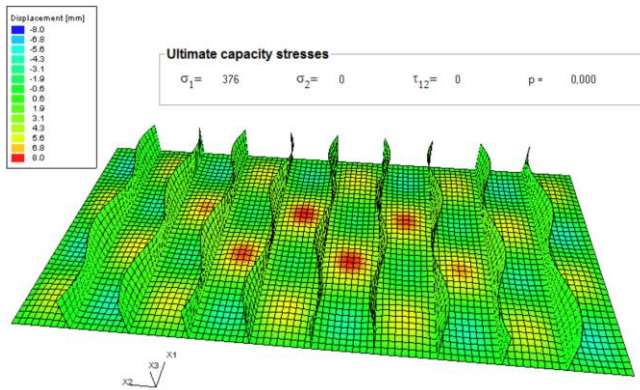 Displacement [mm]
-8.0
-6.8
-5.6
-4.3
-3.1
-1.9
-0.6
0.6
1.9
3.1
4.3
5.6
6.8
8.0
Ultimate capacity stresses
σ1= 376 σ2= 0 τ12= 0 p = 0,000
X1
X3
X2